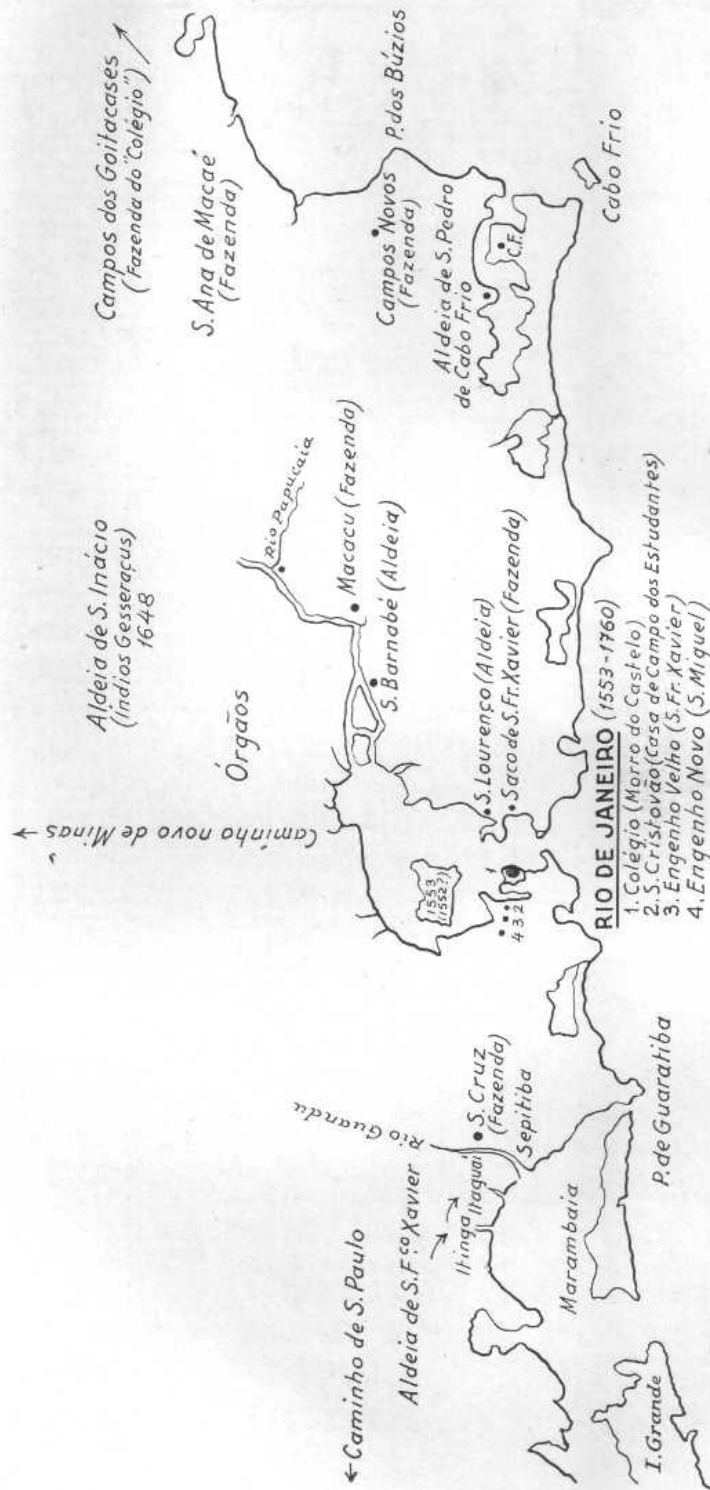 Campos dos Goitacases
(Fazenda do "Colégio")
S. Ana de Macaé
(Fazenda)
P. dos Búzios
Campos Novos
(Fazenda)
Aldeia de S. Pedro
de Cabo Frio
C.F.
Cabo Frio
Aldeia de S. Inácio
(índios Gesseraçus)
1648
Órgãos
Rio Papucaia
Macacu (Fazenda)
S. Barnabé (Aldeia)
Caminho novo de Minas →
S. Lourenço (Aldeia)
Saco de S. Fr. Xavier (Fazenda)
1553
(1552?)
1
4 3 2
RIO DE JANEIRO (1553-1760)
1. Colégio (Morro do Castelo)
2. S. Cristovão (Casa de Campo dos Estudantes)
3. Engenho Velho (S. Fr. Xavier)
4. Engenho Novo (S. Miguel)
← Caminho de S. Paulo
Aldeia de S. F.co Xavier
Itinga
Itaguaí
Rio Guandu
S. Cruz
(Fazenda)
Sepitiba
Marambaia
P. de Guaratiba
I. Grande